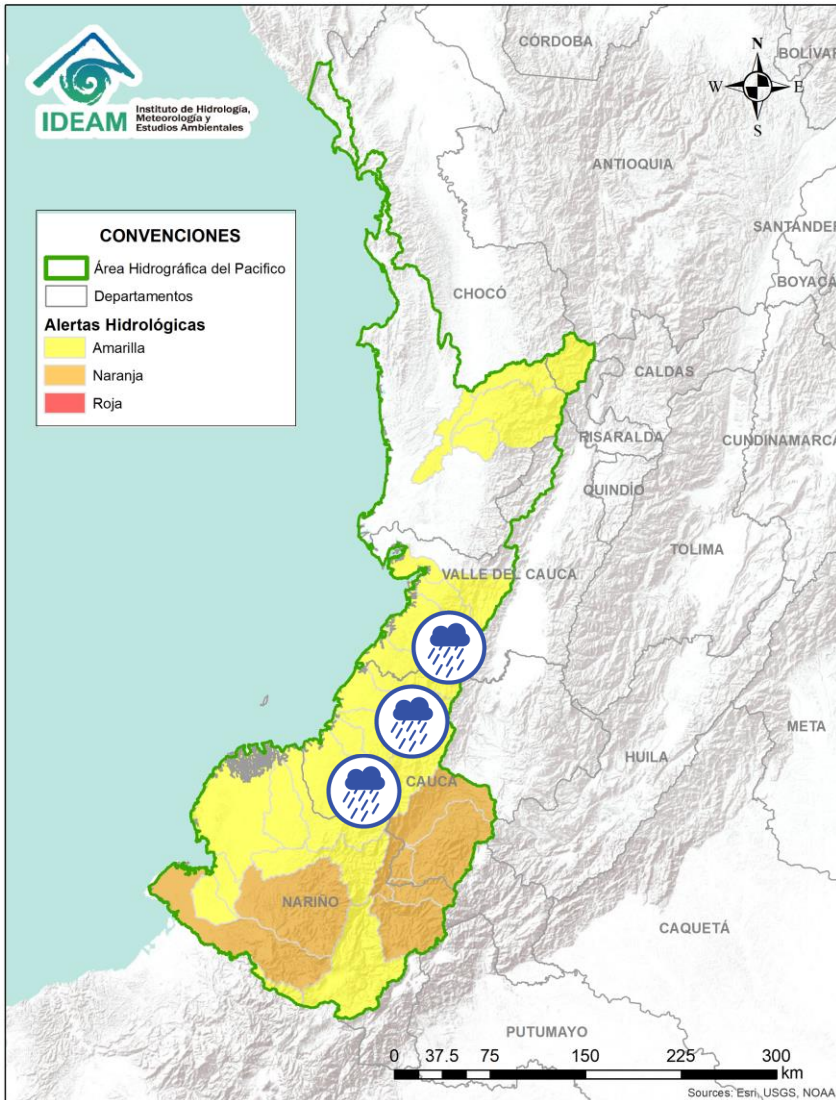 IDEAM
Instituto de Hidrología,
Meteorología y
Estudios Ambientales
CÓRDOBA
BOLÍVAR
N
W
E
S
ANTIOQUIA
SANTANDER
BOYACÁ
CONVENCIONES
Área Hidrográfica del Pacifico
Departamentos
Alertas Hidrológicas
Amarilla
Naranja
Roja
CHOCÓ
CALDAS
RISARALDA
CUNDINAMARCA
QUINDÍO
TOLIMA
VALLE DEL CAUCA
META
HUILA
CAUCA
NARIÑO
CAQUETÁ
PUTUMAYO
0 37.5 75 150 225 300
km
Sources: Esri, USGS, NOAA